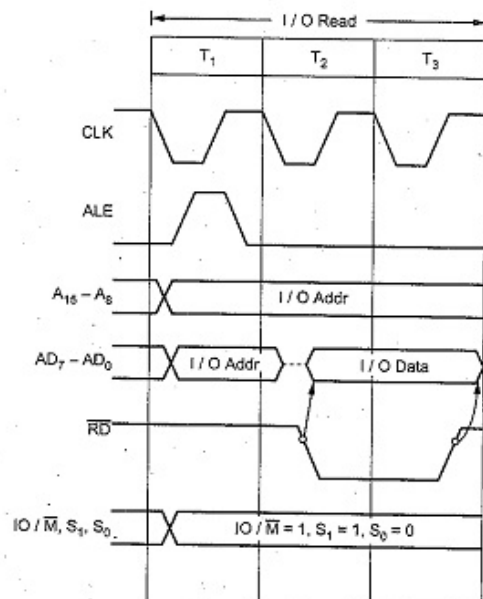 I / O Read
T₁ T₂ T₃
CLK
ALE
A₁₅ – A₈
I / O Addr
AD₇ – AD₀
I / O Addr
I / O Data
R̅D̅
IO / M̅, S₁, S₀
IO / M̅ = 1, S₁ = 1, S₀ = 0